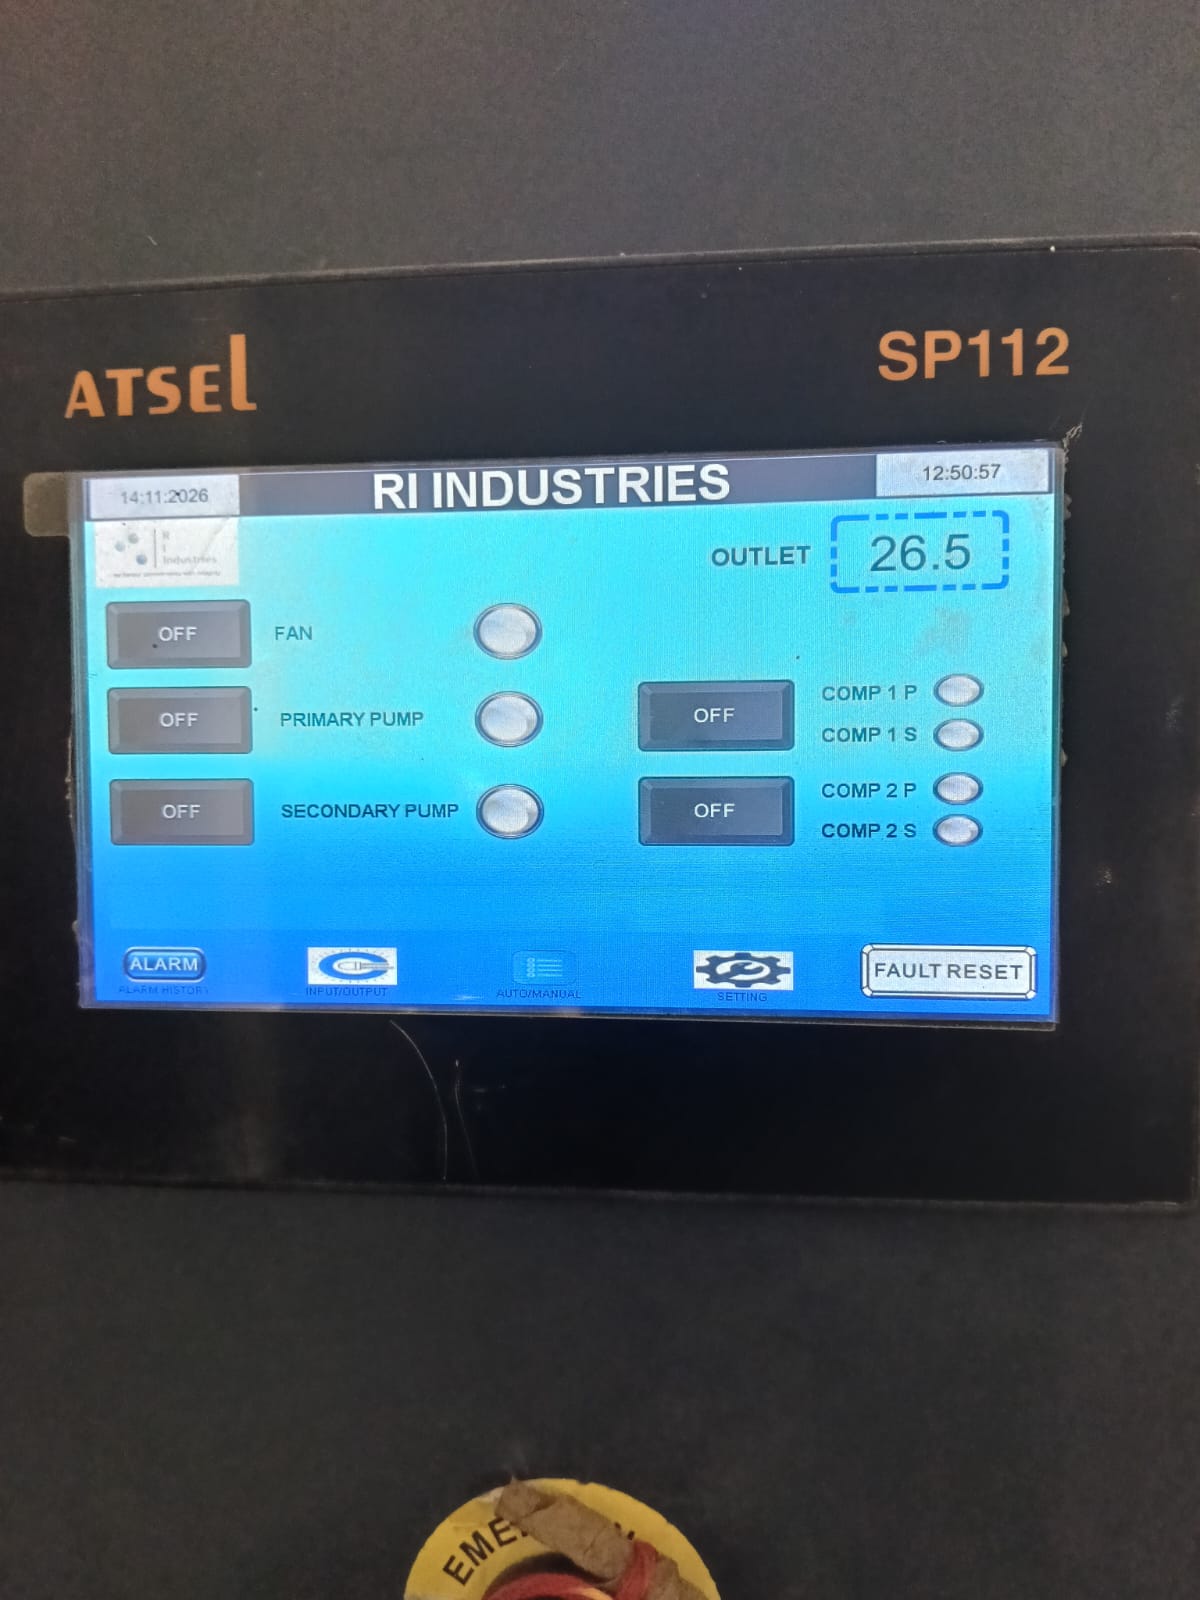 ATSEL
SP112
14:11:2026
RI INDUSTRIES
12:50:57
R
I
Industries
OUTLET
26.5
OFF
FAN
OFF
PRIMARY PUMP
OFF
COMP 1 P
COMP 1 S
OFF
SECONDARY PUMP
OFF
COMP 2 P
COMP 2 S
ALARM
ALARM HISTORY
INPUT/OUTPUT
AUTO/MANUAL
SETTING
FAULT RESET